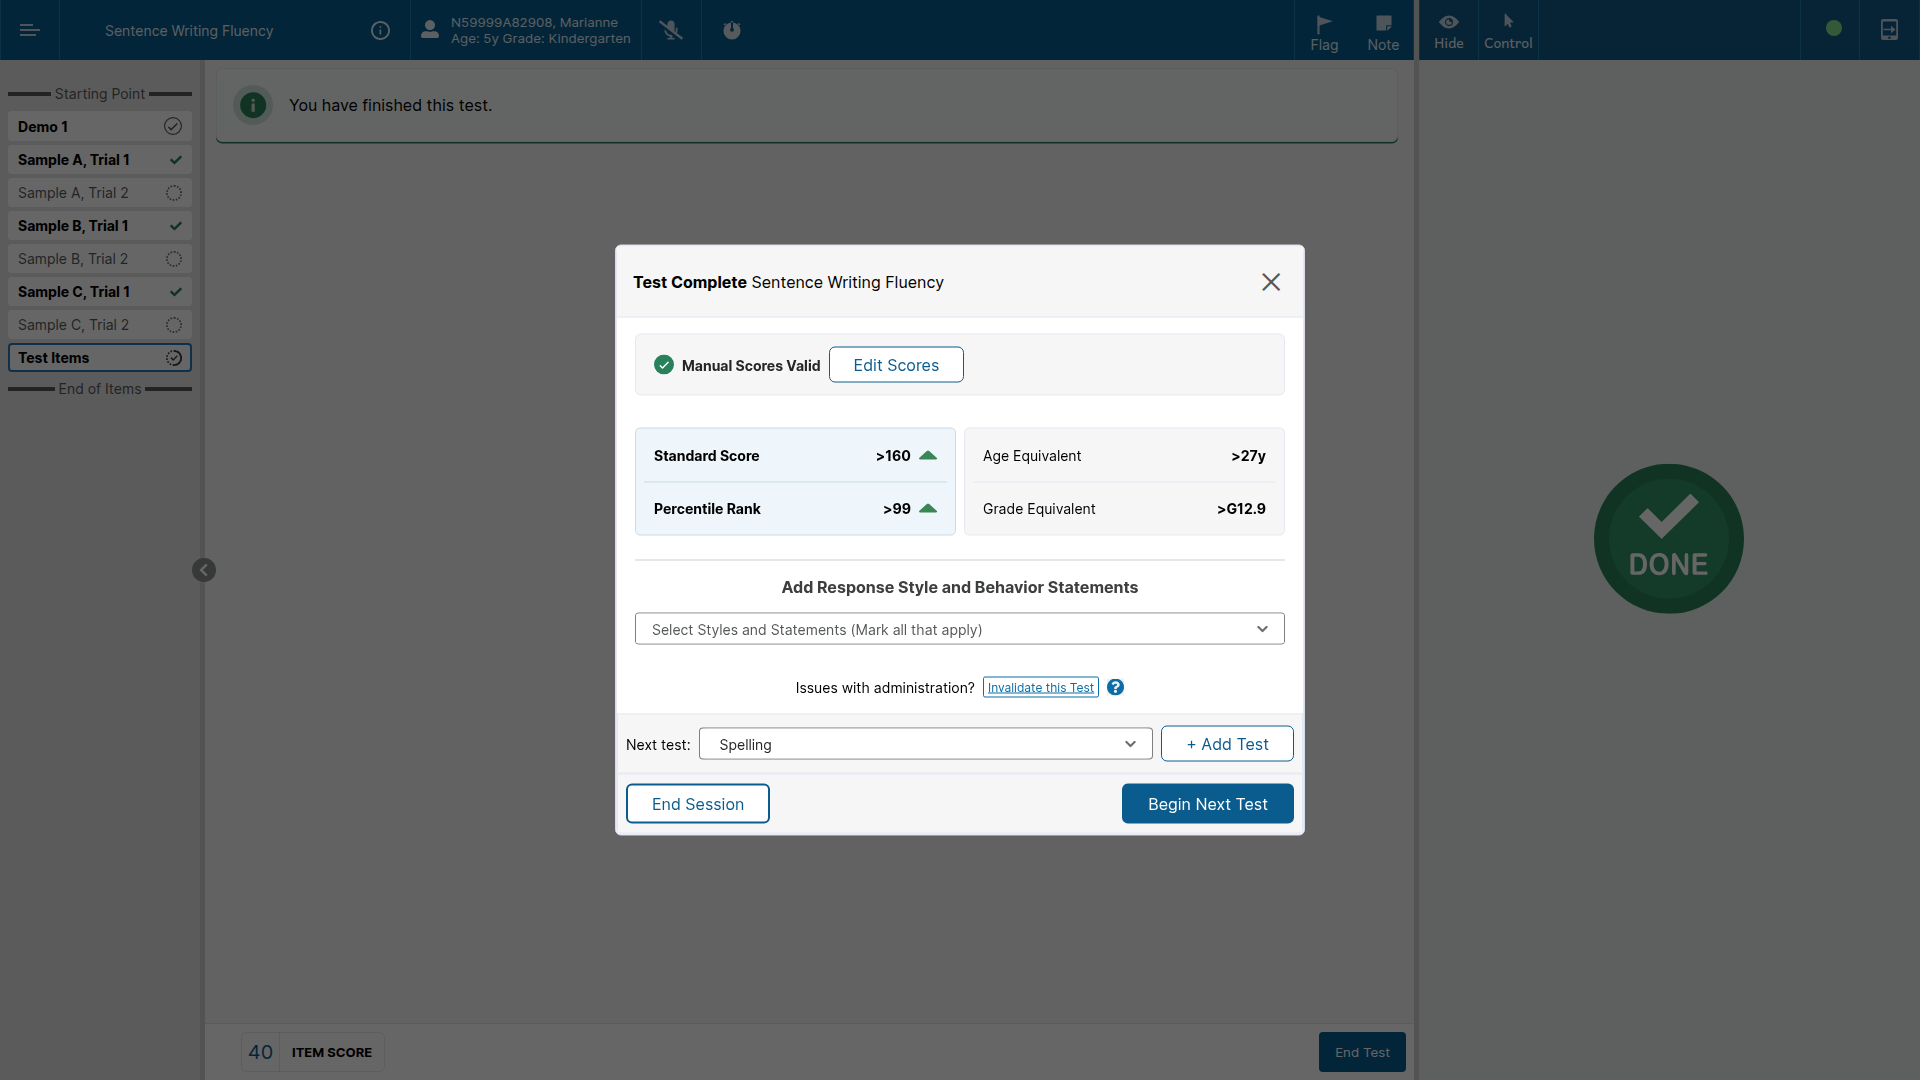 Sentence Writing Fluency
N59999A82908, Marianne
Age: 5y Grade: Kindergarten
Flag
Note
Hide
Control
Starting Point
Demo 1
Sample A, Trial 1
Sample A, Trial 2
Sample B, Trial 1
Sample B, Trial 2
Sample C, Trial 1
Sample C, Trial 2
Test Items
End of Items
You have finished this test.
Test Complete Sentence Writing Fluency
Manual Scores Valid
Edit Scores
Standard Score >160
Percentile Rank >99
Age Equivalent >27y
Grade Equivalent >G12.9
Add Response Style and Behavior Statements
Select Styles and Statements (Mark all that apply)
Issues with administration? Invalidate this Test
Next test: Spelling
+ Add Test
End Session
Begin Next Test
DONE
40 ITEM SCORE
End Test